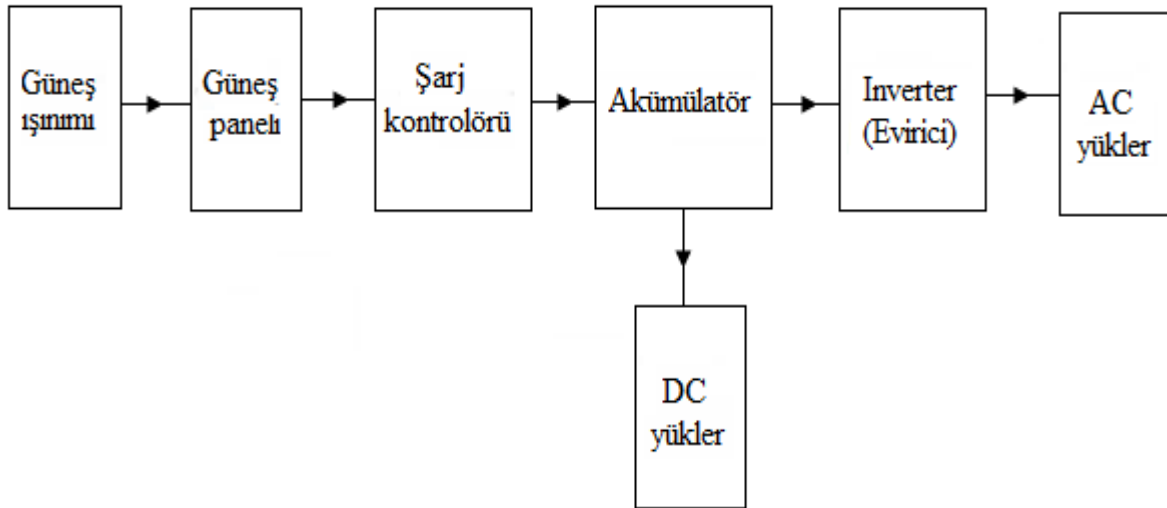 Güneş
ışınımı
Güneş
paneli
Şarj
kontrolörü
Akümülatör
Inverter
(Evirici)
AC
yükler
DC
yükler